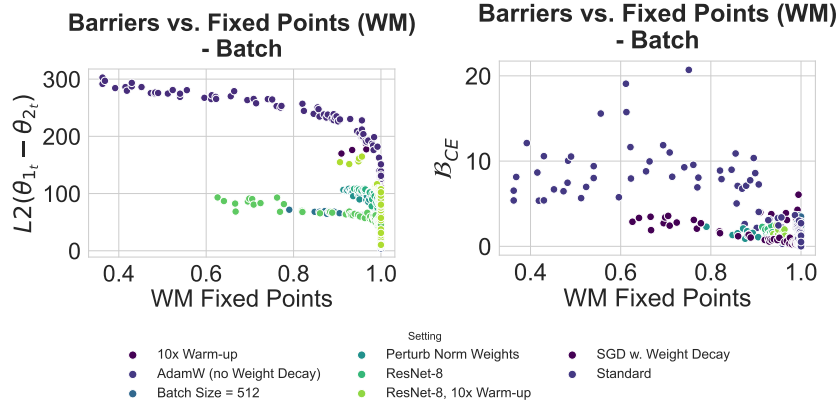 Barriers vs. Fixed Points (WM)
- Batch
L2(θ1t − θ2t)
300
200
100
0
0.4
0.6
0.8
1.0
WM Fixed Points
Barriers vs. Fixed Points (WM)
- Batch
ℬCE
20
10
0
0.4
0.6
0.8
1.0
WM Fixed Points
Setting
10x Warm-up
AdamW (no Weight Decay)
Batch Size = 512
Perturb Norm Weights
ResNet-8
ResNet-8, 10x Warm-up
SGD w. Weight Decay
Standard